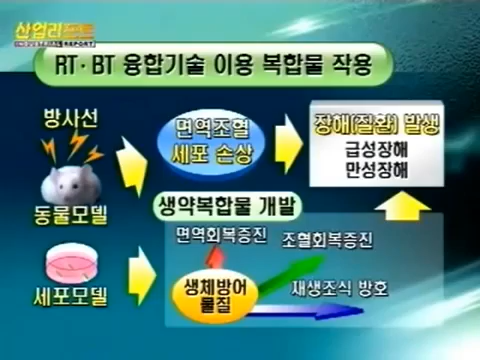 산업리포트
INDUSTRIAL REPORT
RT·BT 융합기술 이용 복합물 작용
방사선
동물모델
면역조혈
세포 손상
장해(질환) 발생
급성장해
만성장해
생약복합물 개발
세포모델
면역회복증진
조혈회복증진
생체방어
물질
재생조식 방호